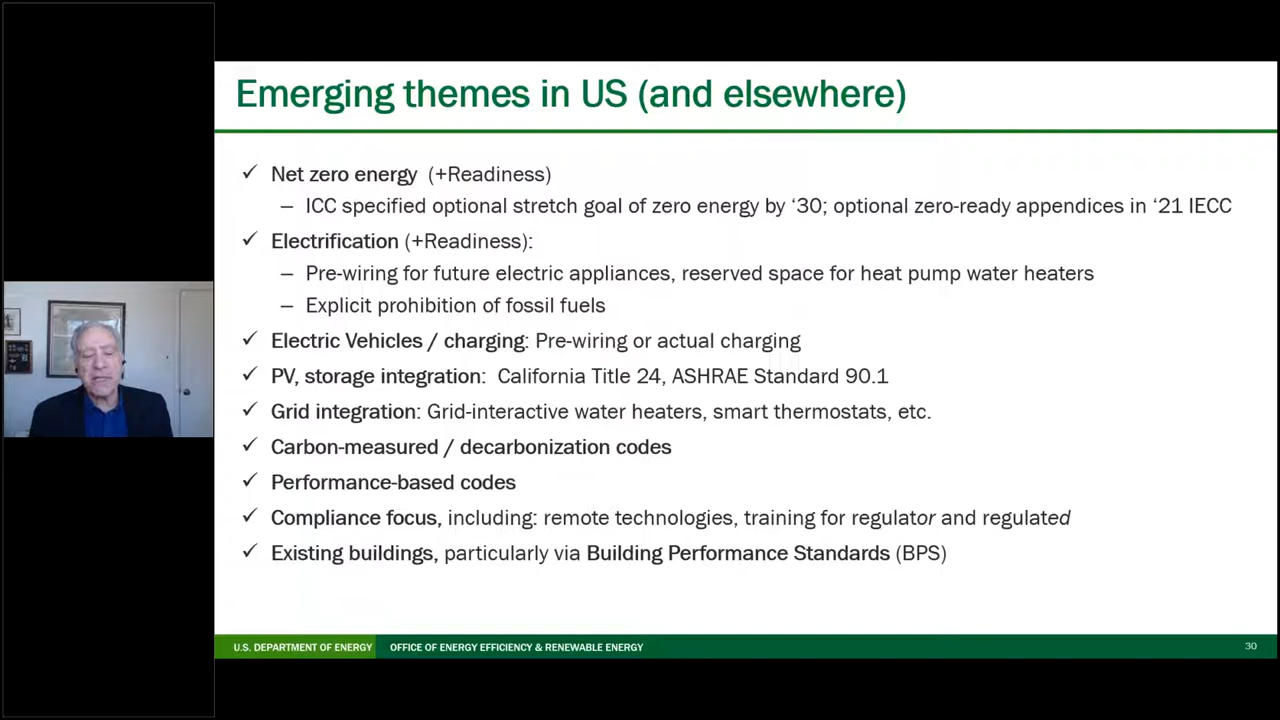 Emerging themes in US (and elsewhere)
✓ Net zero energy (+Readiness)
– ICC specified optional stretch goal of zero energy by ‘30; optional zero-ready appendices in ‘21 IECC
✓ Electrification (+Readiness):
– Pre-wiring for future electric appliances, reserved space for heat pump water heaters
– Explicit prohibition of fossil fuels
✓ Electric Vehicles / charging: Pre-wiring or actual charging
✓ PV, storage integration: California Title 24, ASHRAE Standard 90.1
✓ Grid integration: Grid-interactive water heaters, smart thermostats, etc.
✓ Carbon-measured / decarbonization codes
✓ Performance-based codes
✓ Compliance focus, including: remote technologies, training for regulator and regulated
✓ Existing buildings, particularly via Building Performance Standards (BPS)
U.S. DEPARTMENT OF ENERGY OFFICE OF ENERGY EFFICIENCY & RENEWABLE ENERGY 30